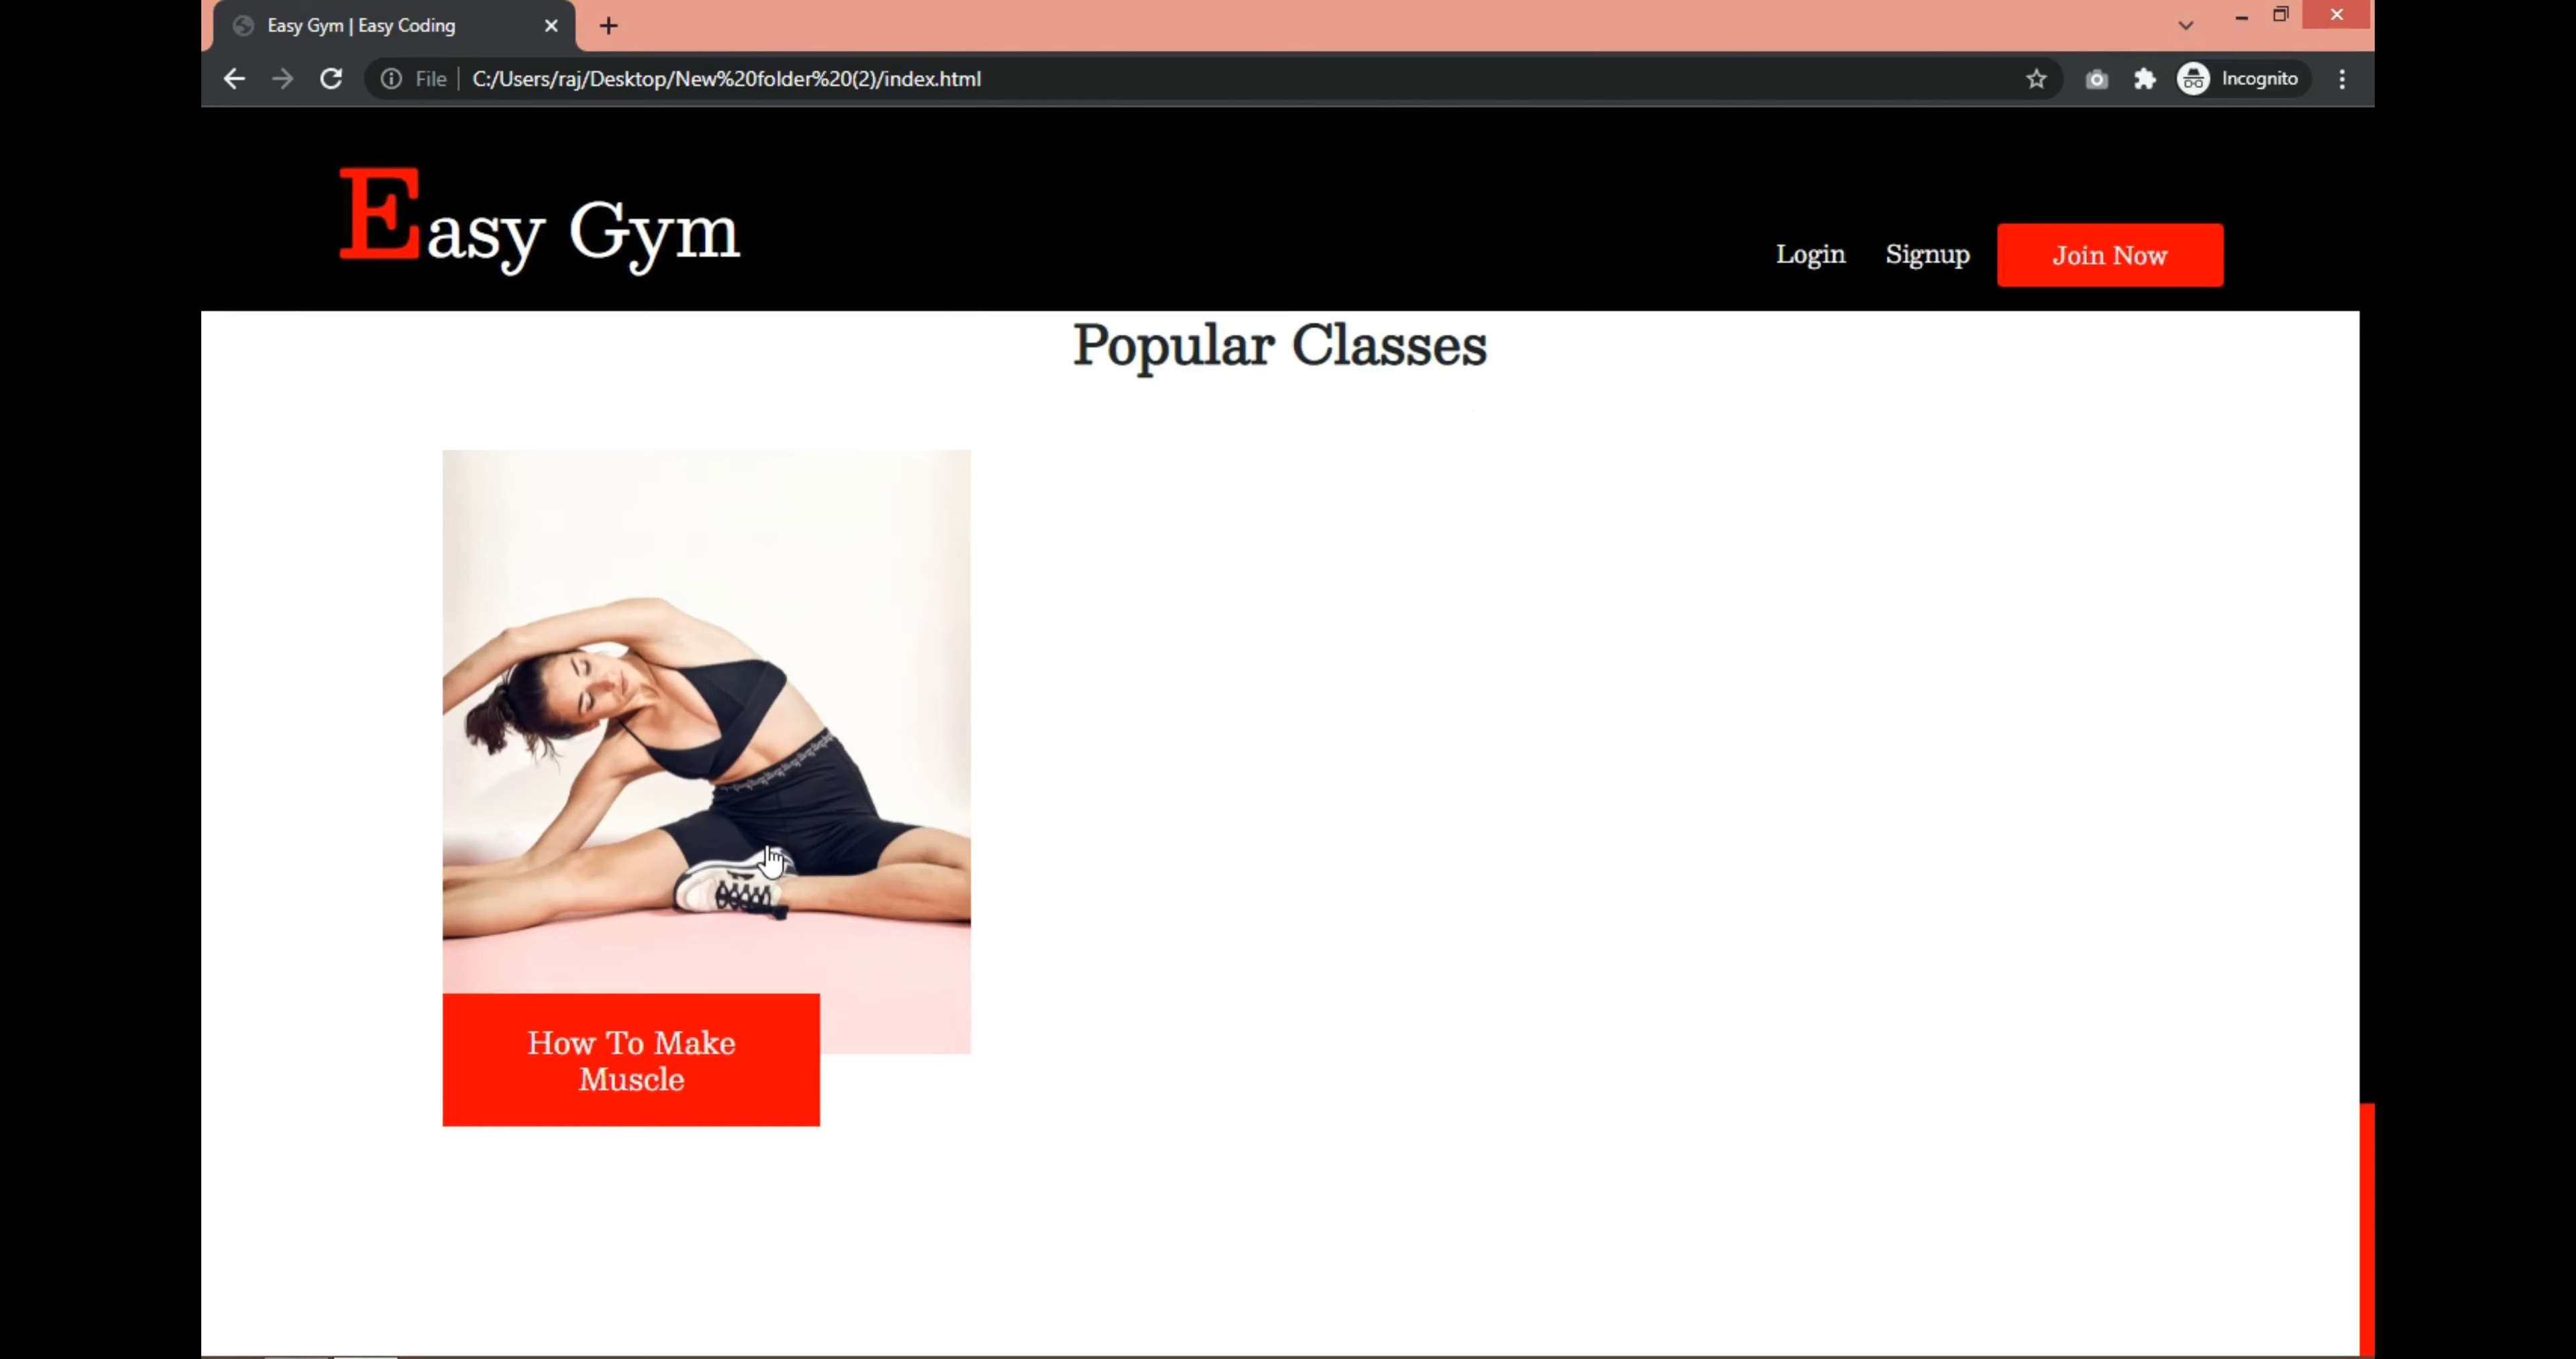 Easy Gym | Easy Coding
File C:/Users/raj/Desktop/New%20folder%20(2)/index.html
Incognito
Easy Gym
Login Signup Join Now
Popular Classes
How To Make
Muscle